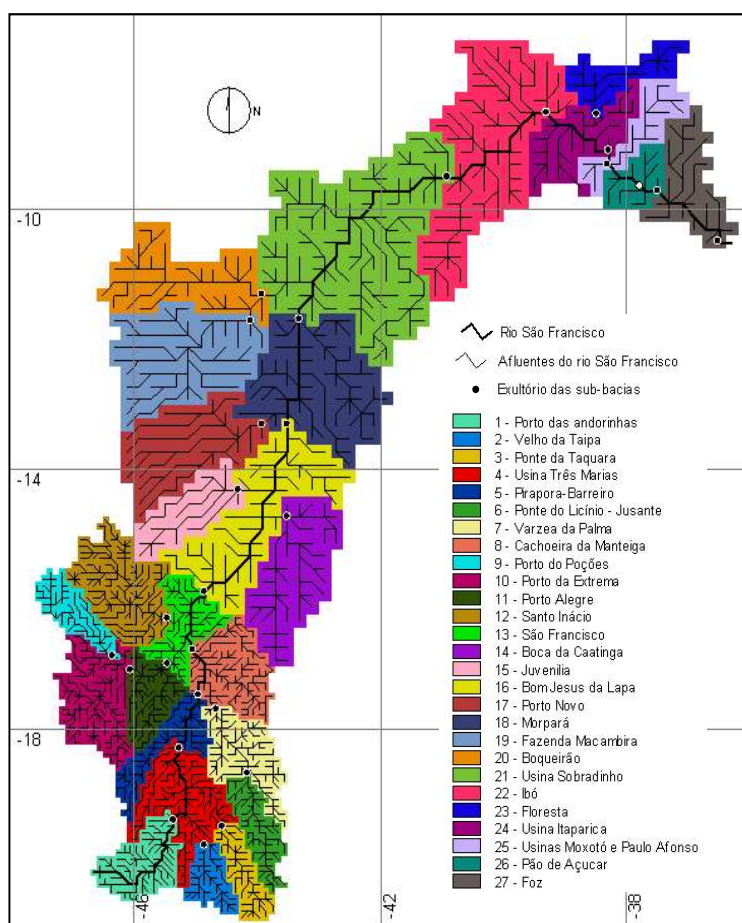 N
-10
-14
-18
-46
-42
-38
Rio São Francisco
Afluentes do rio São Francisco
Exultório das sub-bacias
1 - Porto das andorinhas
2 - Velho da Taipa
3 - Ponte da Taquara
4 - Usina Três Marias
5 - Pirapora-Barreiro
6 - Ponte do Licínio - Jusante
7 - Varzea da Palma
8 - Cachoeira da Manteiga
9 - Porto do Poções
10 - Porto da Extrema
11 - Porto Alegre
12 - Santo Inácio
13 - São Francisco
14 - Boca da Caatinga
15 - Juvenilia
16 - Bom Jesus da Lapa
17 - Porto Novo
18 - Morpará
19 - Fazenda Macambira
20 - Boqueirão
21 - Usina Sobradinho
22 - Ibó
23 - Floresta
24 - Usina Itaparica
25 - Usinas Moxotó e Paulo Afonso
26 - Pão de Açucar
27 - Foz